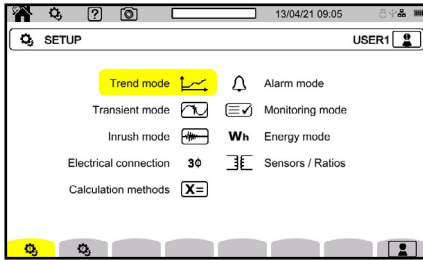 ? 13/04/21 09:05
SETUP USER1
Trend mode Alarm mode
Transient mode Monitoring mode
Inrush mode Wh Energy mode
Electrical connection 3Φ Sensors / Ratios
Calculation methods X=